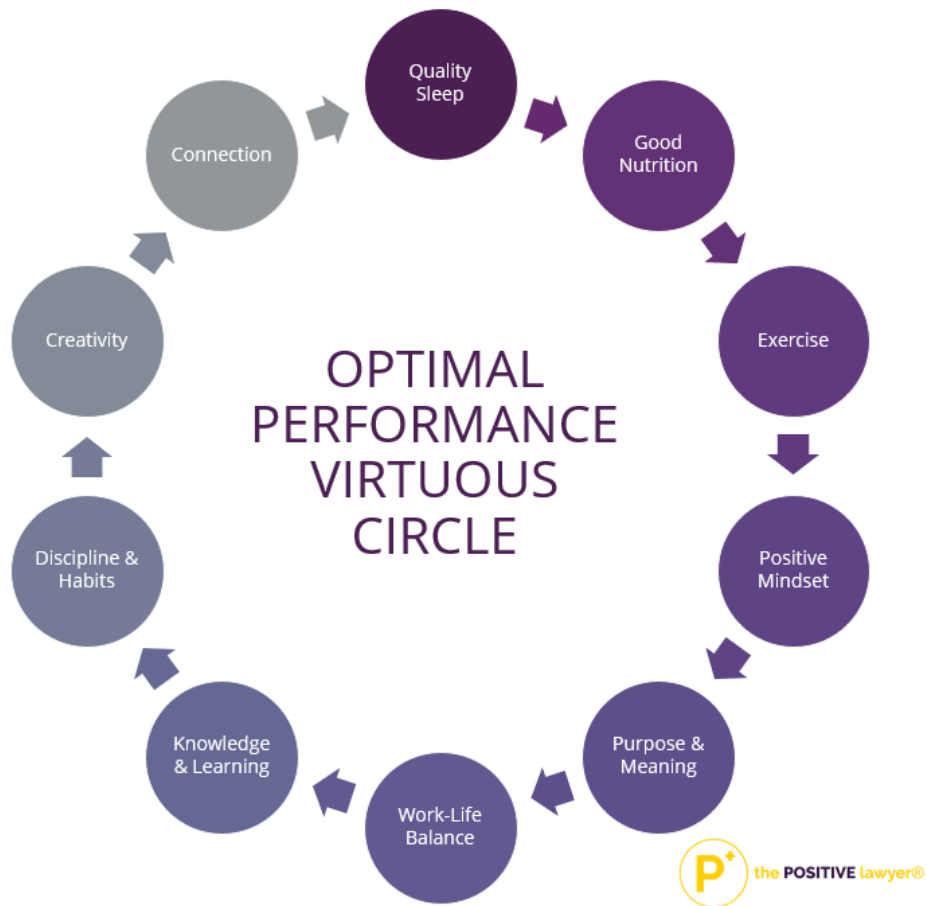 Quality
Sleep
Good
Nutrition
Exercise
Positive
Mindset
Purpose &
Meaning
Work-Life
Balance
Knowledge
& Learning
Discipline &
Habits
Creativity
Connection
OPTIMAL
PERFORMANCE
VIRTUOUS
CIRCLE
P+
the POSITIVE lawyer®